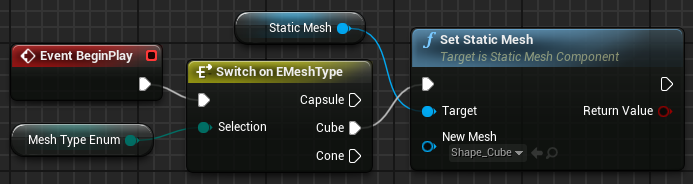 Static Mesh
Event BeginPlay
Switch on EMeshType
Capsule
Selection
Cube
Cone
Mesh Type Enum
f Set Static Mesh
Target is Static Mesh Component
Target
Return Value
New Mesh
Shape_Cube